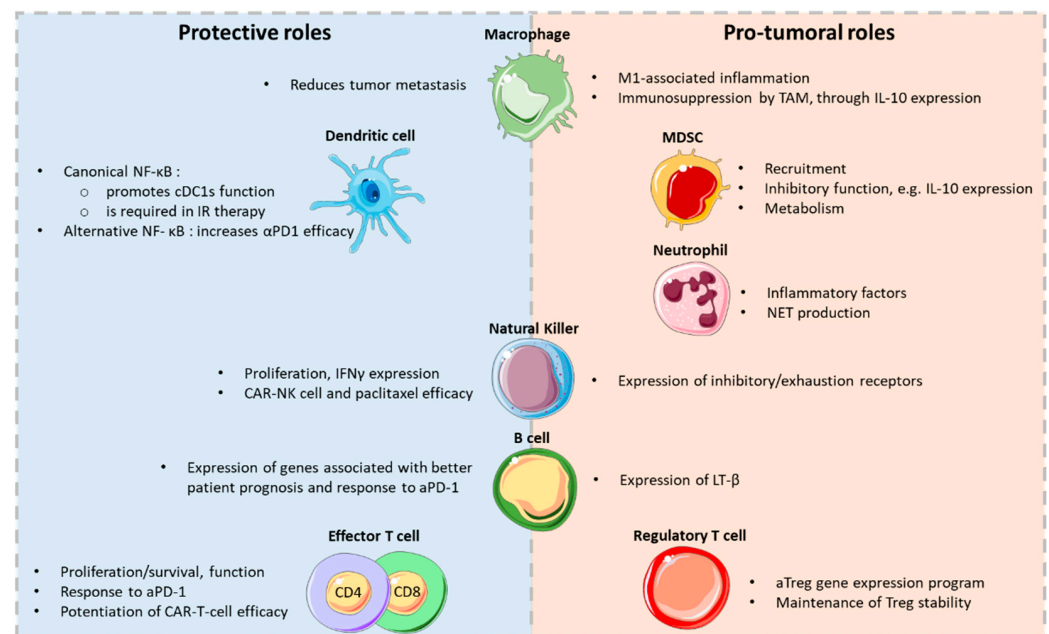 Protective roles
Macrophage
Pro-tumoral roles
• Reduces tumor metastasis
• M1-associated inflammation
• Immunosuppression by TAM, through IL-10 expression
Dendritic cell
• Canonical NF-κB :
o promotes cDC1s function
o is required in IR therapy
• Alternative NF- κB : increases αPD1 efficacy
MDSC
• Recruitment
• Inhibitory function, e.g. IL-10 expression
• Metabolism
Neutrophil
• Inflammatory factors
• NET production
Natural Killer
• Proliferation, IFNγ expression
• CAR-NK cell and paclitaxel efficacy
• Expression of inhibitory/exhaustion receptors
B cell
• Expression of genes associated with better
patient prognosis and response to aPD-1
• Expression of LT-β
Effector T cell
• Proliferation/survival, function
• Response to aPD-1
• Potentiation of CAR-T-cell efficacy
CD4
CD8
Regulatory T cell
• aTreg gene expression program
• Maintenance of Treg stability